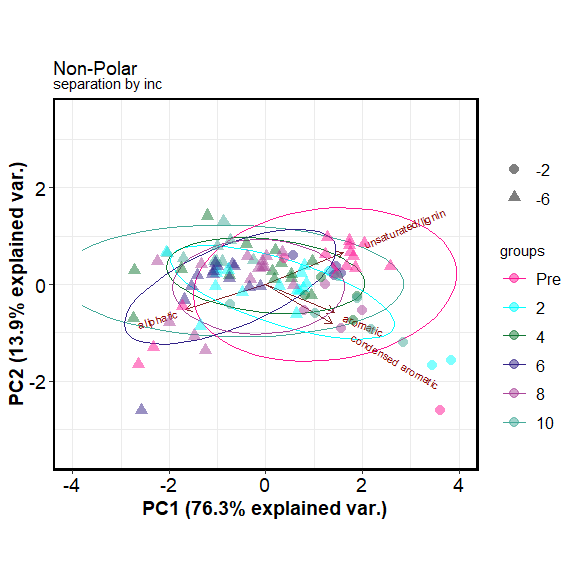 Non-Polar
separation by inc
PC2 (13.9% explained var.)
2
0
-2
-4
-2
0
2
4
PC1 (76.3% explained var.)
unsaturated/lignin
aliphatic
aromatic
condensed aromatic
-2
-6
groups
Pre
2
4
6
8
10